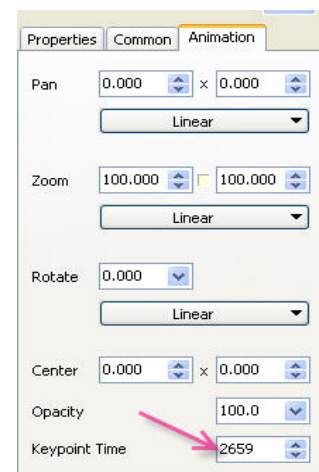 Properties Common Animation
Pan 0.000 x 0.000
Linear
Zoom 100.000 100.000
Linear
Rotate 0.000
Linear
Center 0.000 x 0.000
Opacity 100.0
Keypoint Time 2659